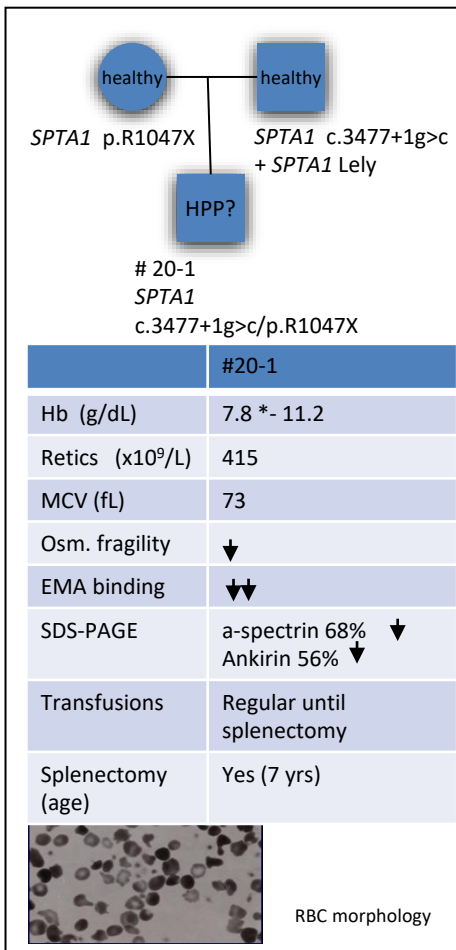 healthy healthy
SPTA1 p.R1047X
SPTA1 c.3477+1g>c
+ SPTA1 Lely
HPP?
# 20-1
SPTA1
c.3477+1g>c/p.R1047X
#20-1
Hb (g/dL) 7.8 *- 11.2
Retics (x10⁹/L) 415
MCV (fL) 73
Osm. fragility
EMA binding
SDS-PAGE a-spectrin 68%
Ankirin 56%
Transfusions Regular until
splenectomy
Splenectomy Yes (7 yrs)
(age)
RBC morphology